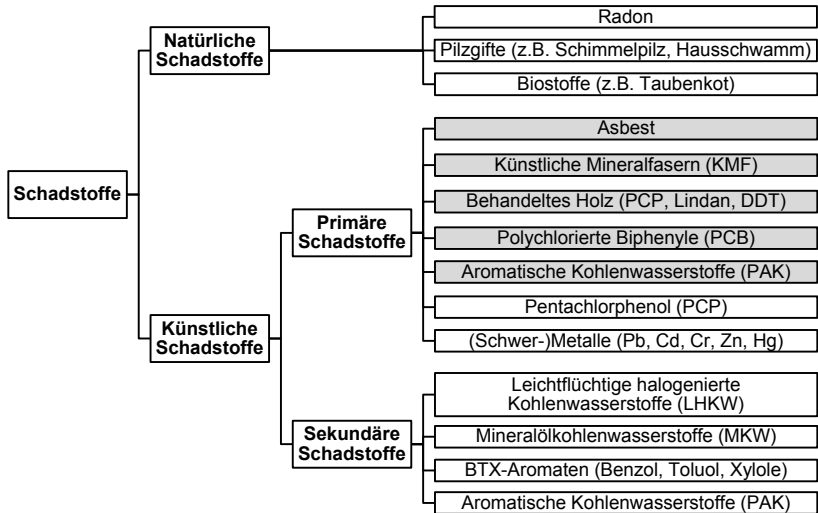 Schadstoffe
Natürliche
Schadstoffe
Radon
Pilzgifte (z.B. Schimmelpilz, Hausschwamm)
Biostoffe (z.B. Taubenkot)
Künstliche
Schadstoffe
Primäre
Schadstoffe
Asbest
Künstliche Mineralfasern (KMF)
Behandeltes Holz (PCP, Lindan, DDT)
Polychlorierte Biphenyle (PCB)
Aromatische Kohlenwasserstoffe (PAK)
Pentachlorphenol (PCP)
(Schwer-)Metalle (Pb, Cd, Cr, Zn, Hg)
Sekundäre
Schadstoffe
Leichtflüchtige halogenierte
Kohlenwasserstoffe (LHKW)
Mineralölkohlenwasserstoffe (MKW)
BTX-Aromaten (Benzol, Toluol, Xylole)
Aromatische Kohlenwasserstoffe (PAK)